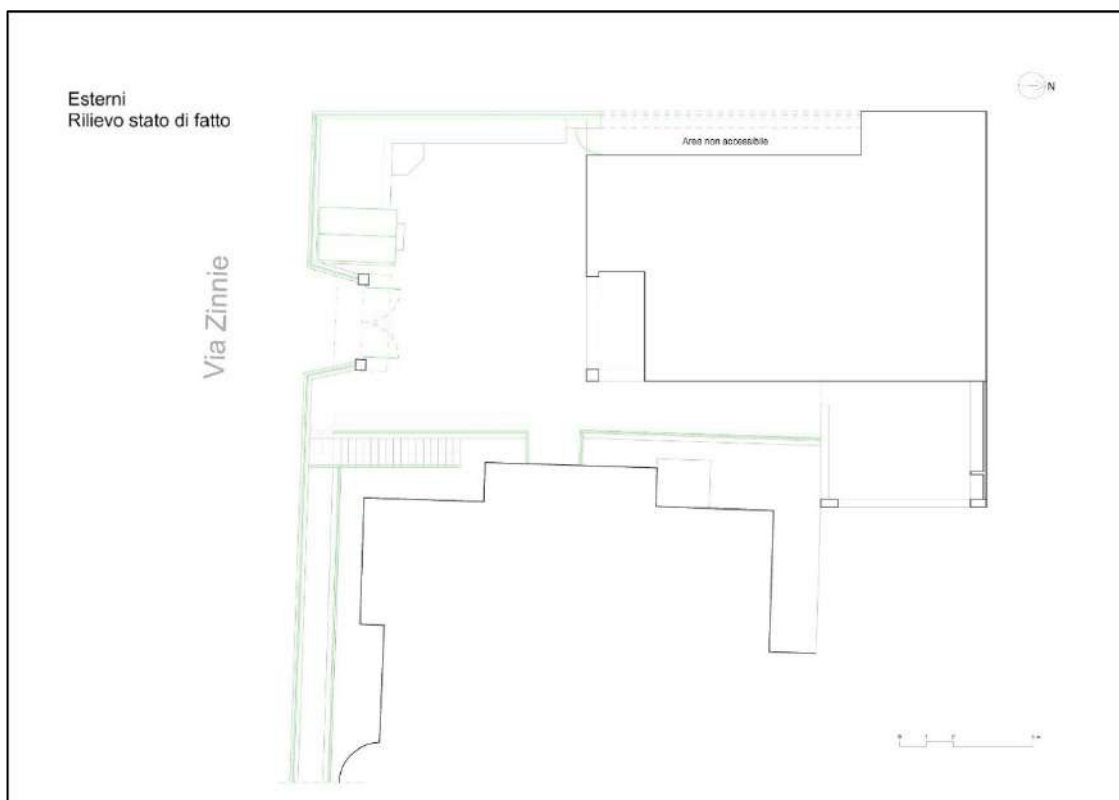 Esterni
Rilievo stato di fatto
N
Area non accessibile
Via Zinnie